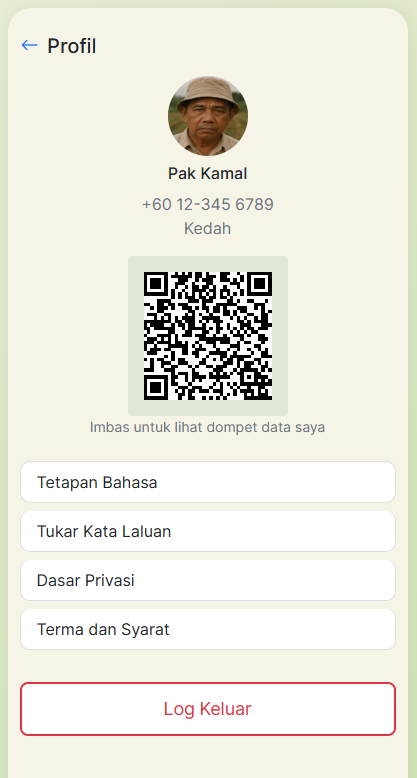 Profil
Pak Kamal
+60 12-345 6789
Kedah
Imbas untuk lihat dompet data saya
Tetapan Bahasa
Tukar Kata Laluan
Dasar Privasi
Terma dan Syarat
Log Keluar